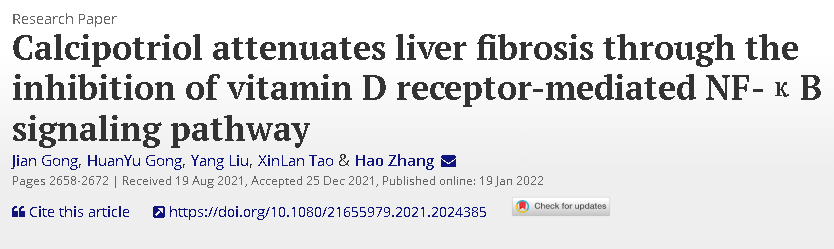 Research Paper
Calcipotriol attenuates liver fibrosis through the
inhibition of vitamin D receptor-mediated NF- κ B
signaling pathway
Jian Gong, HuanYu Gong, Yang Liu, XinLan Tao & Hao Zhang
Pages 2658-2672 | Received 19 Aug 2021, Accepted 25 Dec 2021, Published online: 19 Jan 2022
Cite this article https://doi.org/10.1080/21655979.2021.2024385 Check for updates